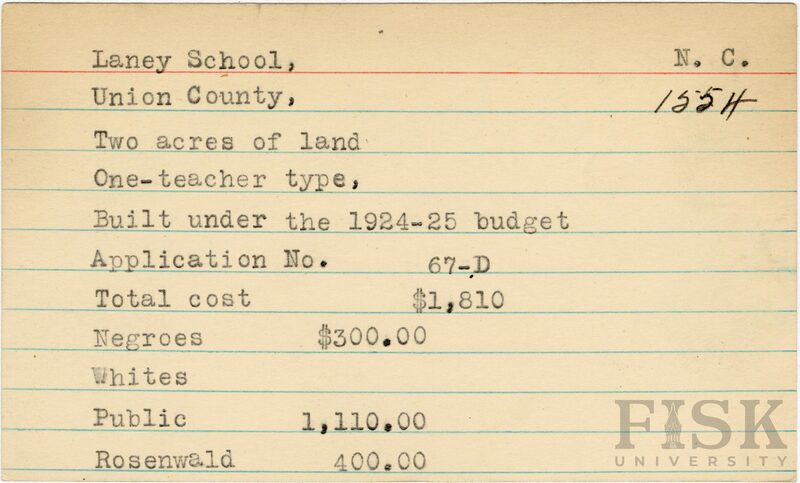 Laney School, N. C.
Union County, 1554
Two acres of land
One-teacher type,
Built under the 1924-25 budget
Application No. 67-D
Total cost $1,810
Negroes $300.00
Whites
Public 1,110.00
Rosenwald 400.00
FISK
UNIVERSITY